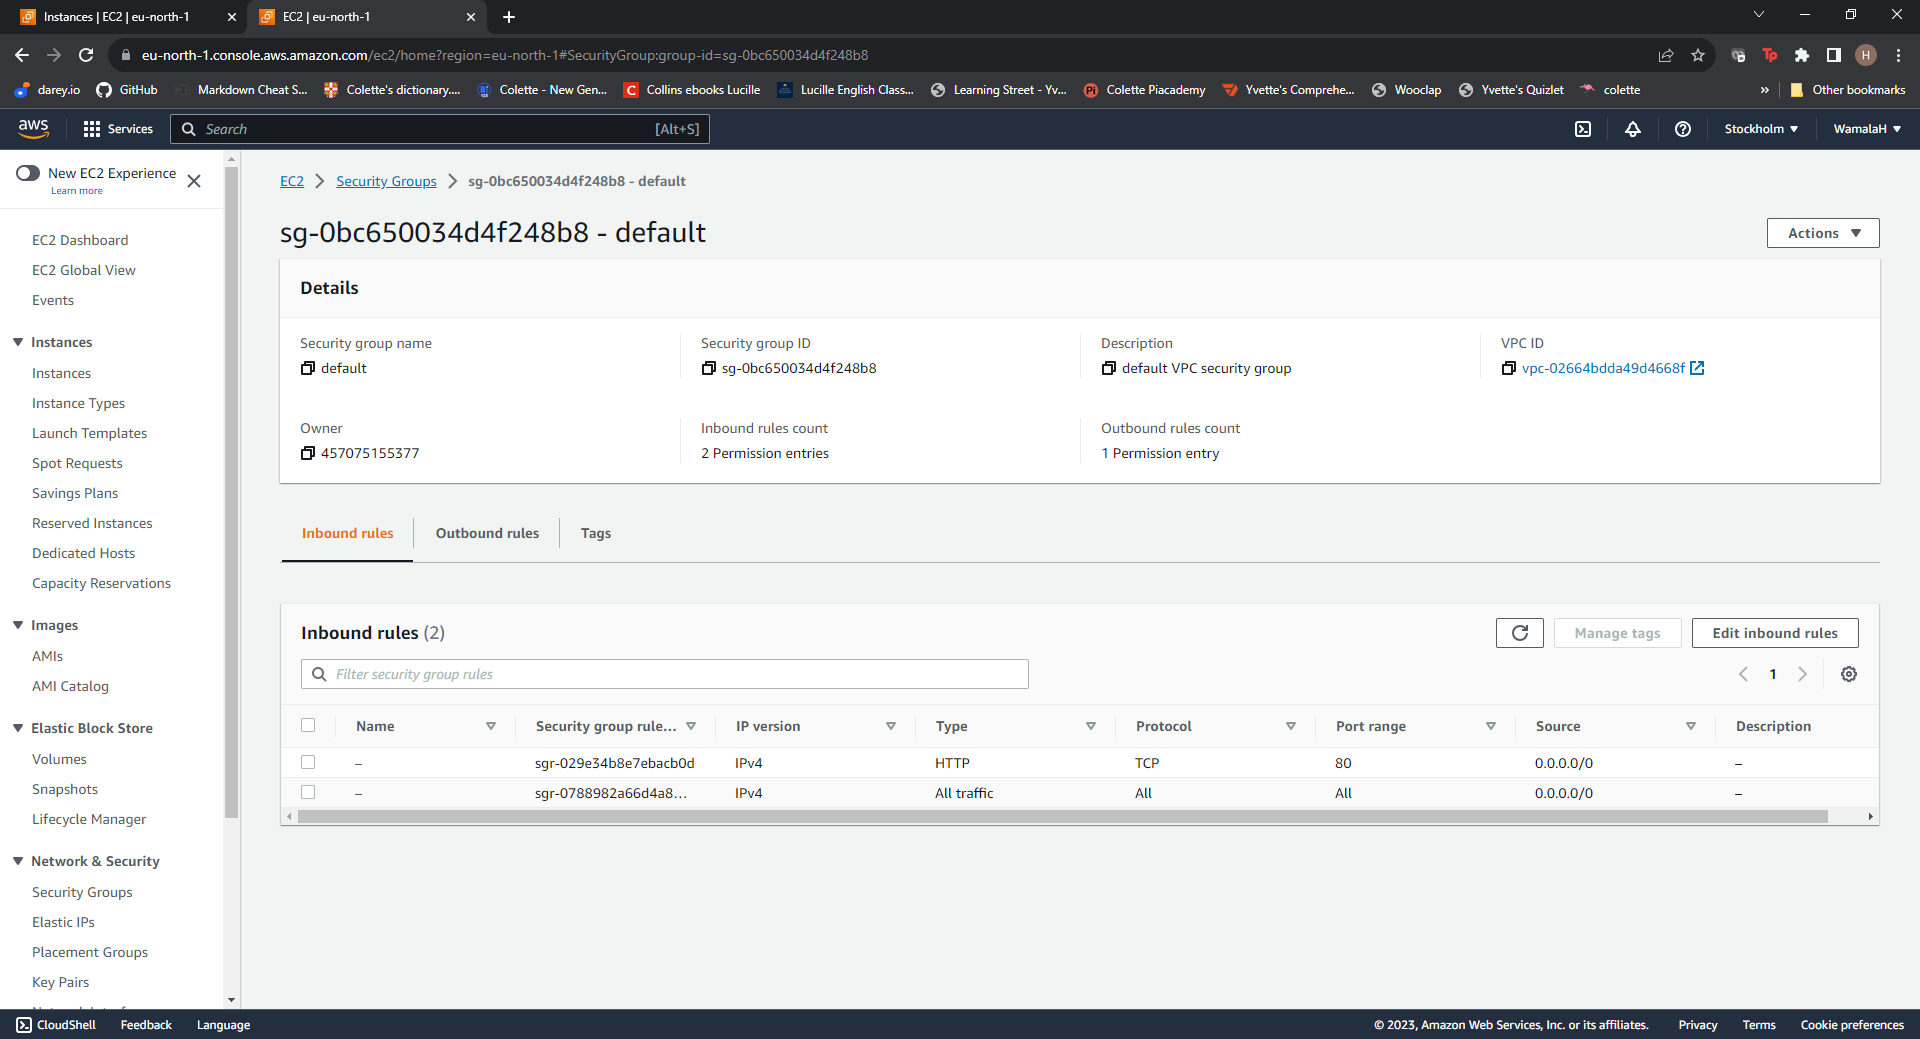 Instances | EC2 | eu-north-1
EC2 | eu-north-1
eu-north-1.console.aws.amazon.com/ec2/home?region=eu-north-1#SecurityGroup:group-id=sg-0bc650034d4f248b8
H
darey.io
GitHub
Markdown Cheat S...
Colette's dictionary....
Colette - New Gen...
Collins ebooks Lucille
Lucille English Class...
Learning Street - Yv...
Colette Piacademy
Yvette's Comprehe...
Wooclap
Yvette's Quizlet
colette
»
Other bookmarks
aws
Services
Search
[Alt+S]
Stockholm
WamalaH
New EC2 Experience
Learn more
EC2 Dashboard
EC2 Global View
Events
Instances
Instances
Instance Types
Launch Templates
Spot Requests
Savings Plans
Reserved Instances
Dedicated Hosts
Capacity Reservations
Images
AMIs
AMI Catalog
Elastic Block Store
Volumes
Snapshots
Lifecycle Manager
Network & Security
Security Groups
Elastic IPs
Placement Groups
Key Pairs
EC2 > Security Groups > sg-0bc650034d4f248b8 - default
sg-0bc650034d4f248b8 - default
Actions
Details
Security group name
default
Security group ID
sg-0bc650034d4f248b8
Description
default VPC security group
VPC ID
vpc-02664bdda49d4668f
Owner
457075155377
Inbound rules count
2 Permission entries
Outbound rules count
1 Permission entry
Inbound rules
Outbound rules
Tags
Inbound rules (2)
Manage tags
Edit inbound rules
Filter security group rules
1
Name Security group rule... IP version Type Protocol Port range Source Description
– sgr-029e34b8e7ebacb0d IPv4 HTTP TCP 80 0.0.0.0/0 –
– sgr-0788982a66d4a8... IPv4 All traffic All All 0.0.0.0/0 –
CloudShell
Feedback
Language
© 2023, Amazon Web Services, Inc. or its affiliates.
Privacy
Terms
Cookie preferences